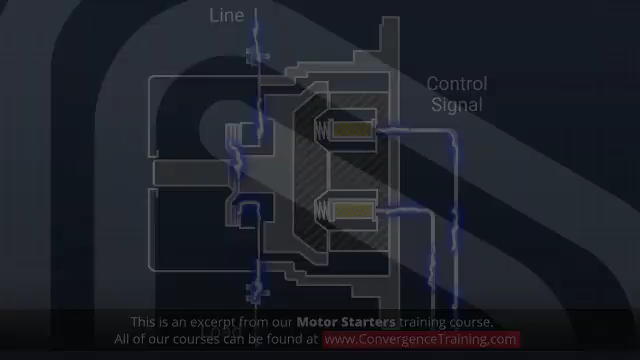 Line
Control
Signal
Load
This is an excerpt from our Motor Starters training course.
All of our courses can be found at www.ConvergenceTraining.com